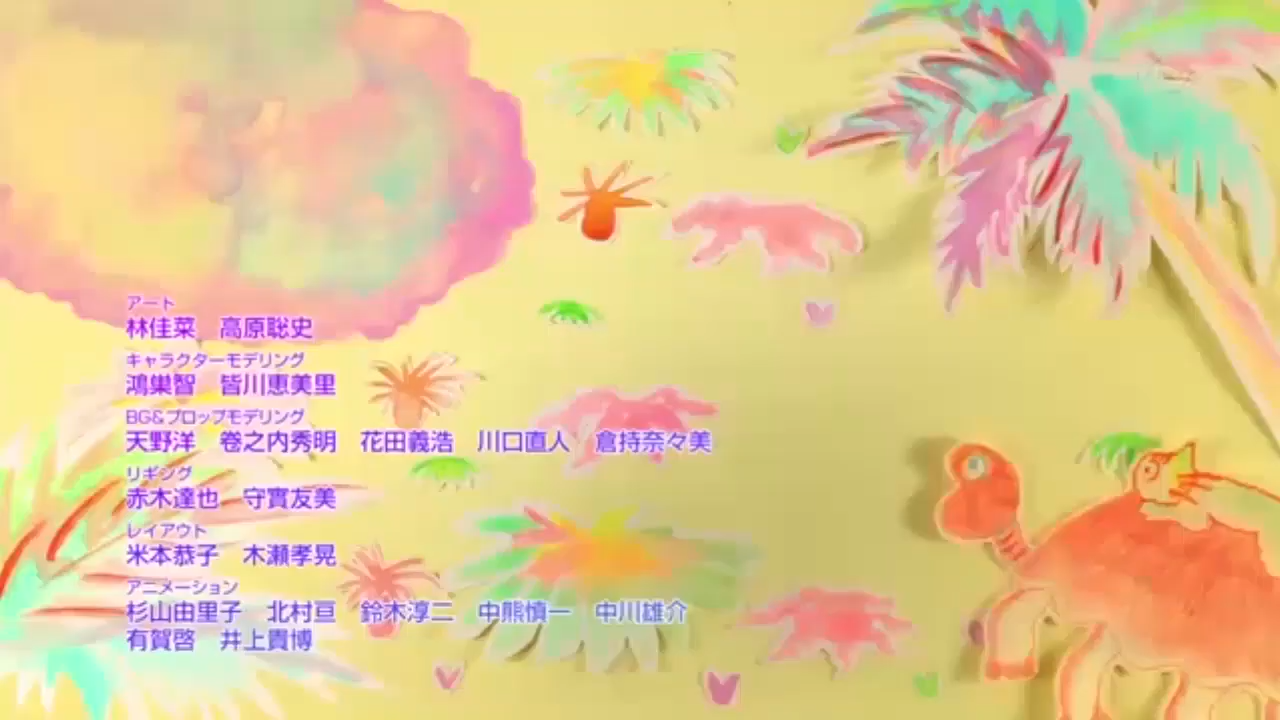 アート
林佳菜　高原聡史
キャラクターモデリング
鴻巣智　皆川恵美里
BG&プロップモデリング
天野洋　巻之内秀明　花田義浩　川口直人　倉持奈々美
リギング
赤木達也　守實友美
レイアウト
米本恭子　木瀬孝晃
アニメーション
杉山由里子　北村亘　鈴木淳二　中熊慎一　中川雄介
有賀啓　井上貴博